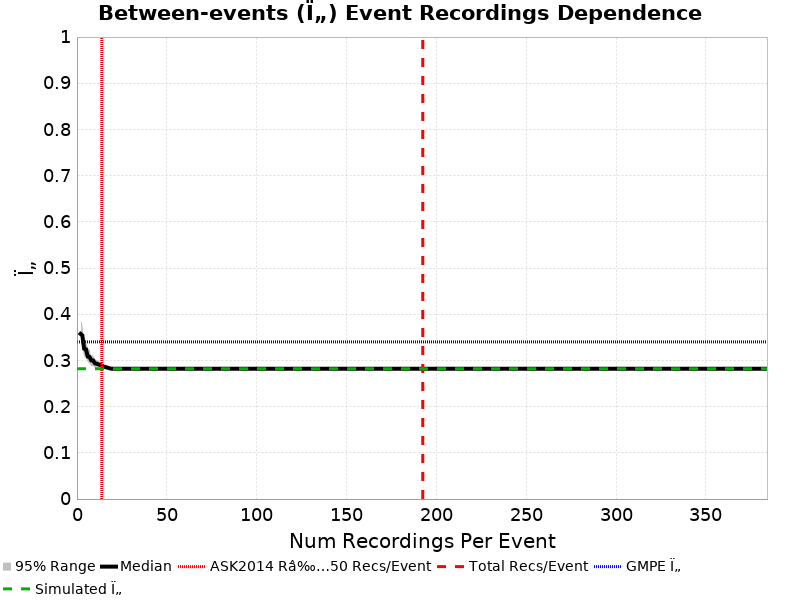 Between-events (Ï„) Event Recordings Dependence
1
0.9
0.8
0.7
0.6
0.5
0.4
0.3
0.2
0.1
0
Ï„
0 50 100 150 200 250 300 350
Num Recordings Per Event
95% Range Median ASK2014 Râ‰…50 Recs/Event Total Recs/Event GMPE Ï„
Simulated Ï„